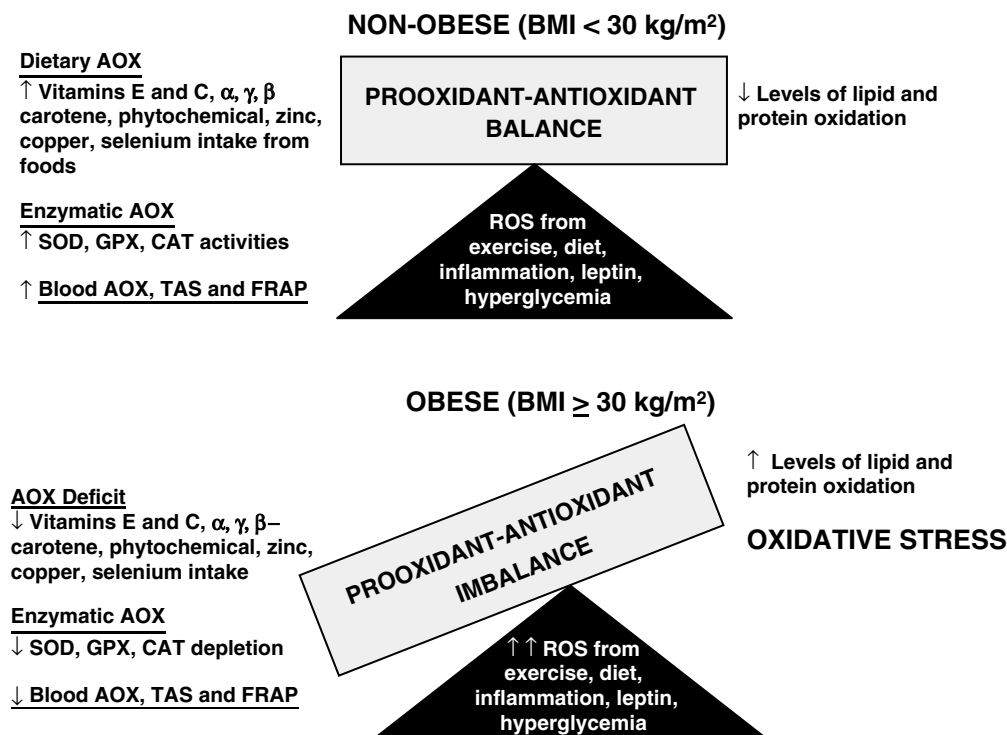 NON-OBESE (BMI < 30 kg/m²)
Dietary AOX
↑ Vitamins E and C, α, γ, β
carotene, phytochemical, zinc,
copper, selenium intake from
foods
Enzymatic AOX
↑ SOD, GPX, CAT activities
↑ Blood AOX, TAS and FRAP
PROOXIDANT-ANTIOXIDANT
BALANCE
ROS from
exercise, diet,
inflammation, leptin,
hyperglycemia
↓ Levels of lipid and
protein oxidation
OBESE (BMI ≥ 30 kg/m²)
AOX Deficit
↓ Vitamins E and C, α, γ, β–
carotene, phytochemical, zinc,
copper, selenium intake
Enzymatic AOX
↓ SOD, GPX, CAT depletion
↓ Blood AOX, TAS and FRAP
PROOXIDANT-ANTIOXIDANT
IMBALANCE
↑ ↑ ROS from
exercise, diet,
inflammation, leptin,
hyperglycemia
↑ Levels of lipid and
protein oxidation
OXIDATIVE STRESS